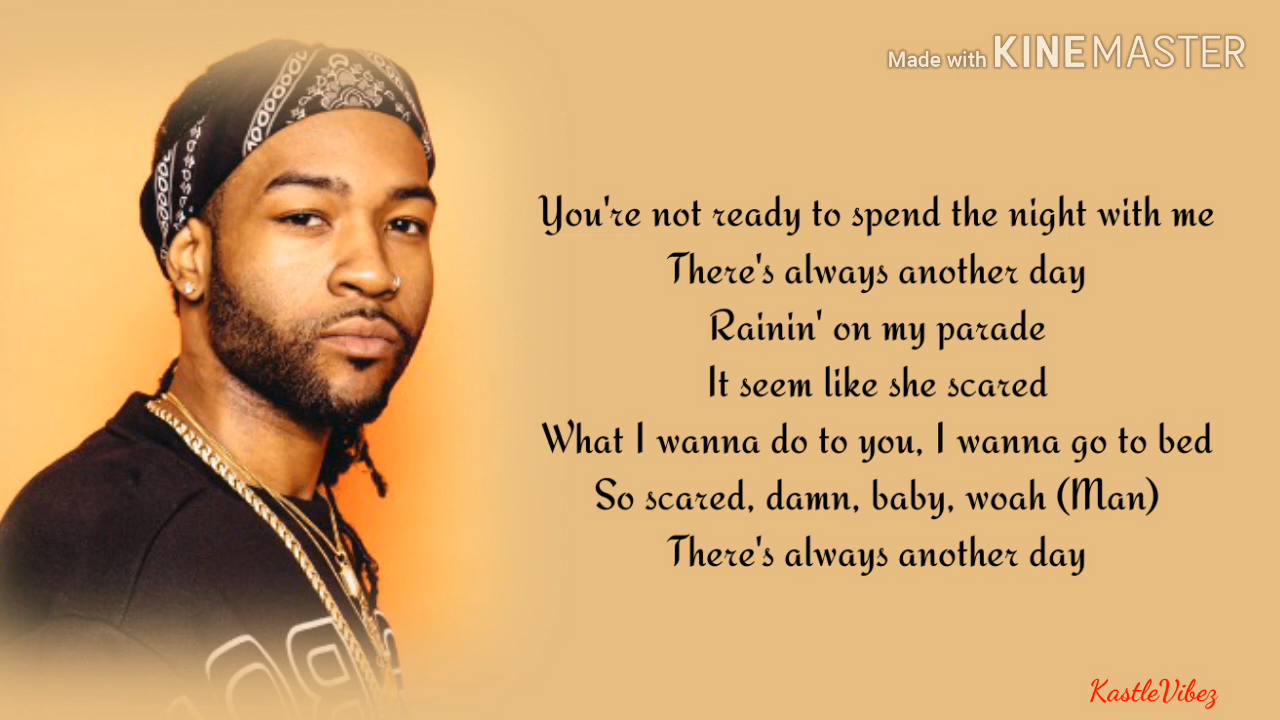 Made with KINEMASTER
You're not ready to spend the night with me
There's always another day
Rainin' on my parade
It seem like she scared
What I wanna do to you, I wanna go to bed
So scared, damn, baby, woah (Man)
There's always another day
KastleVibez